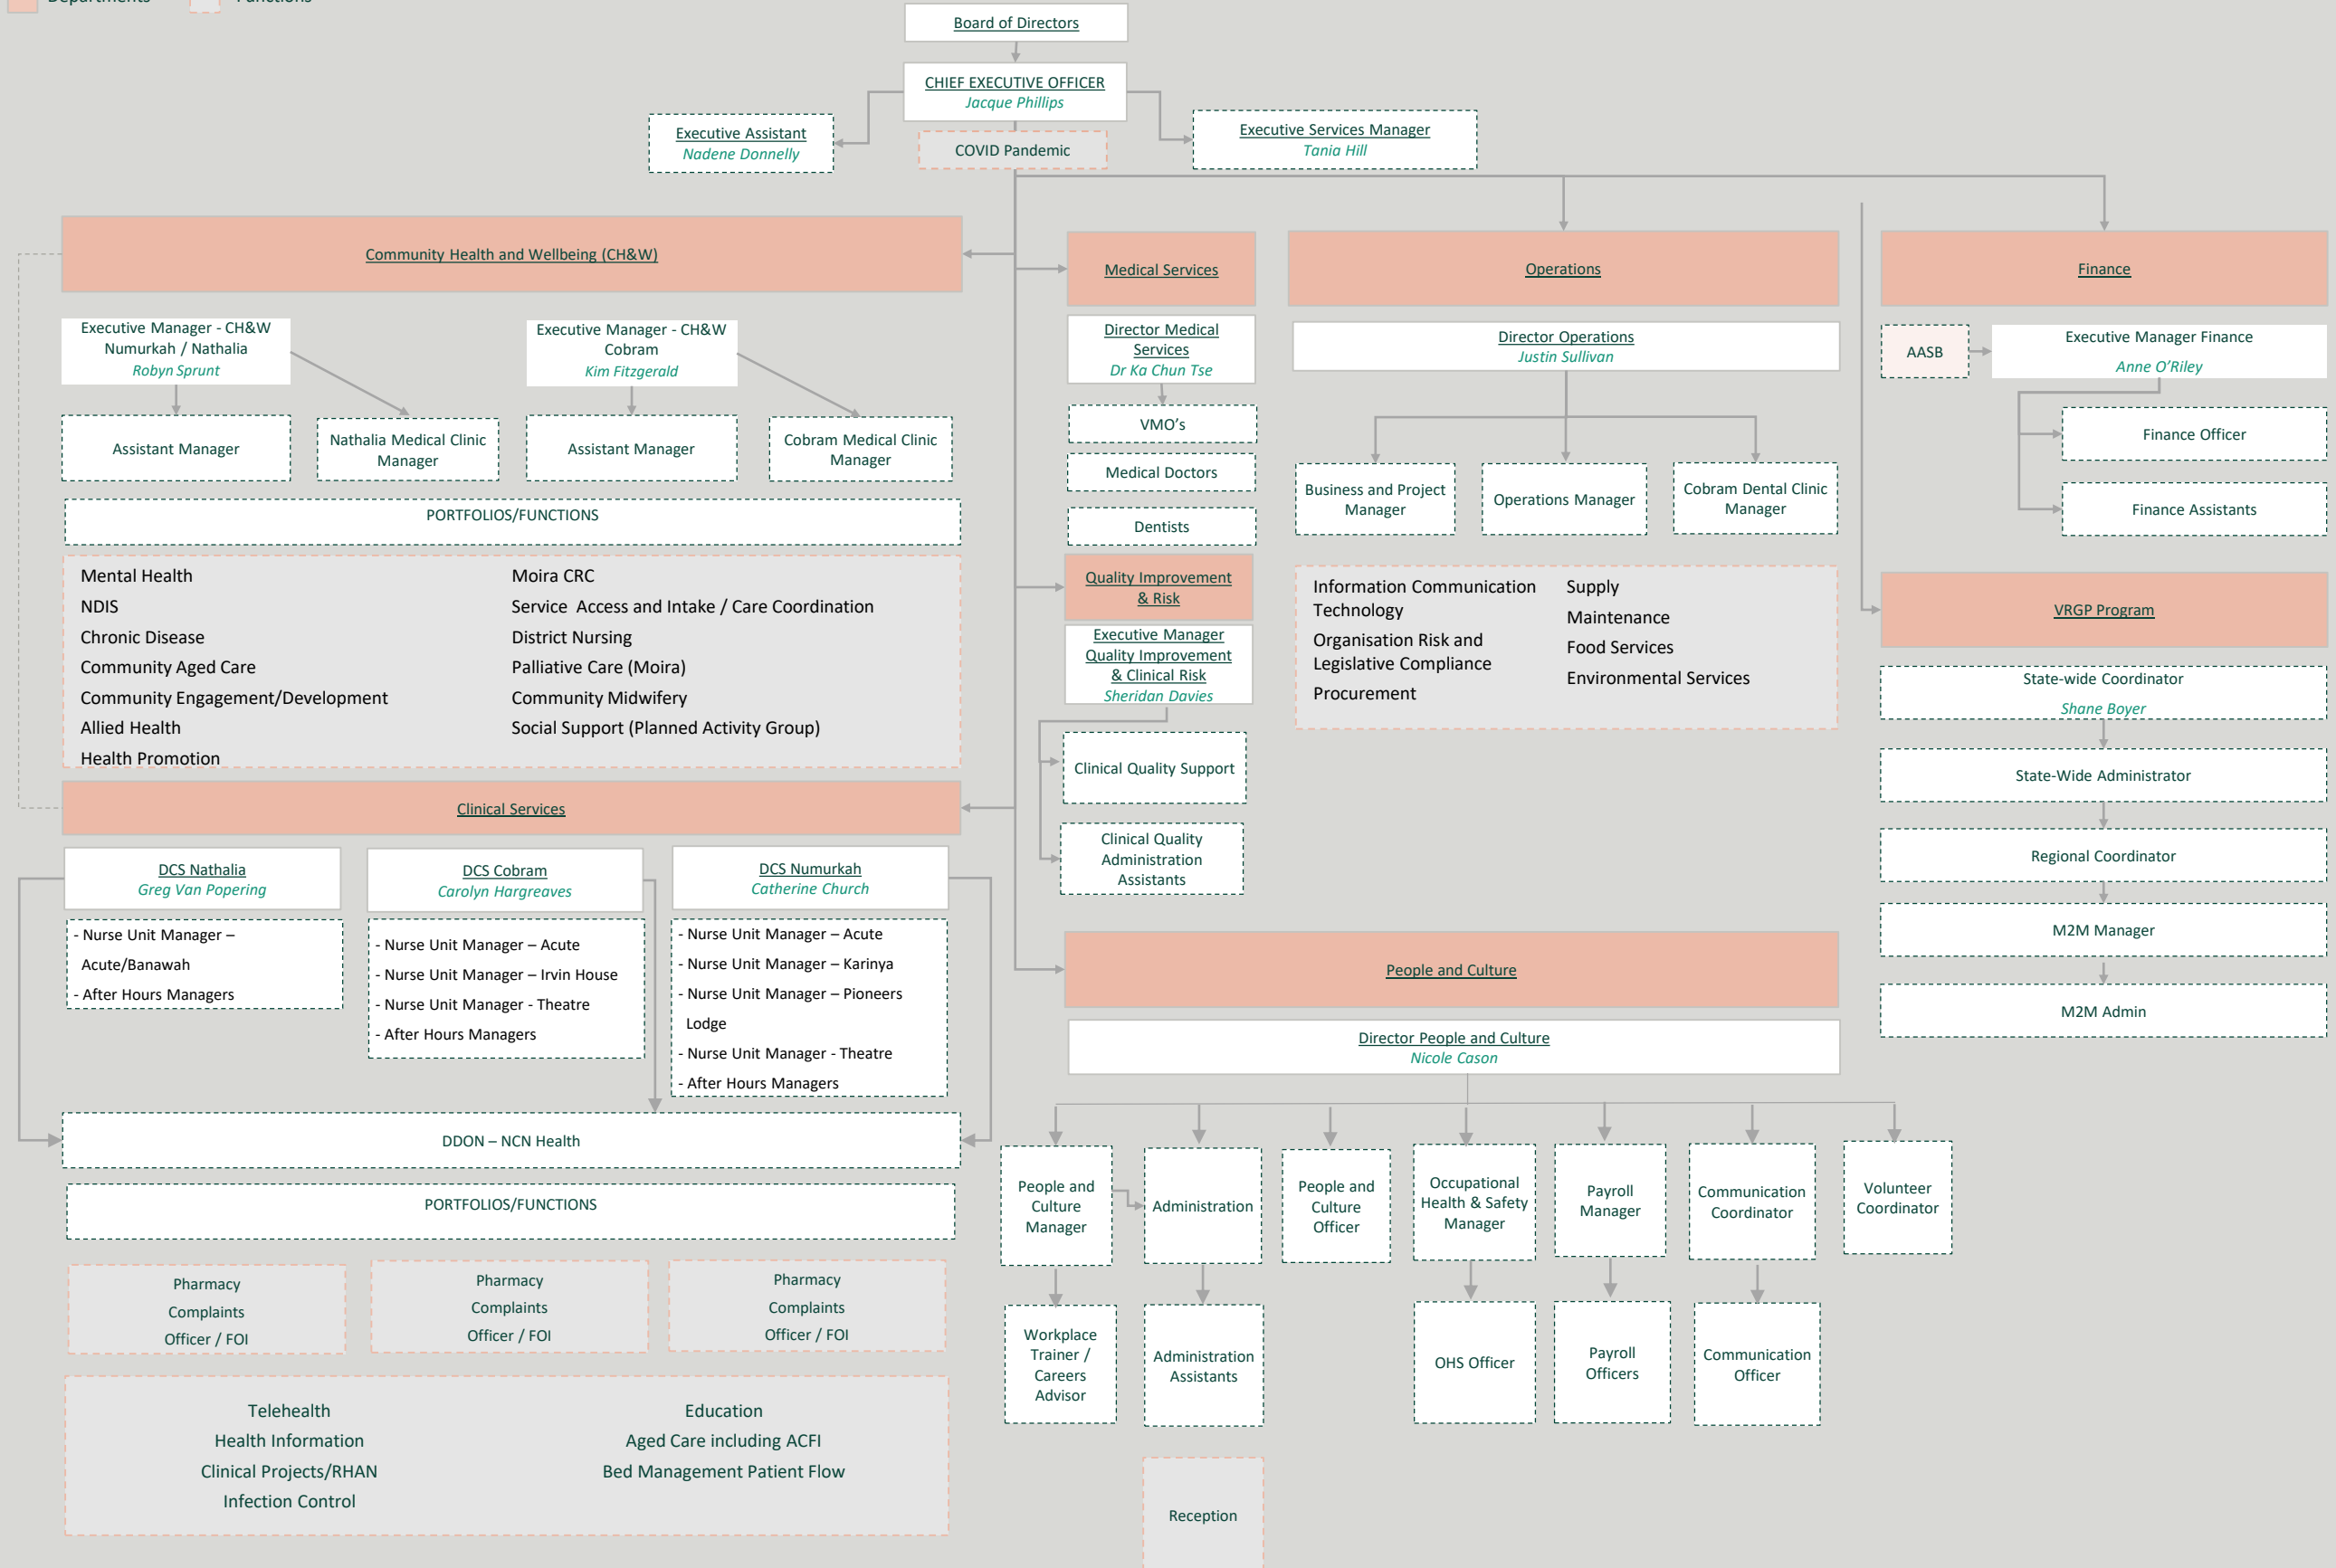 Departments
Functions
Board of Directors
CHIEF EXECUTIVE OFFICER
Jacque Phillips
Executive Assistant
Nadene Donnelly
COVID Pandemic
Executive Services Manager
Tania Hill
Community Health and Wellbeing (CH&W)
Executive Manager - CH&W
Numurkah / Nathalia
Robyn Sprunt
Executive Manager - CH&W
Cobram
Kim Fitzgerald
Assistant Manager
Nathalia Medical Clinic
Manager
Assistant Manager
Cobram Medical Clinic
Manager
PORTFOLIOS/FUNCTIONS
Mental Health
NDIS
Chronic Disease
Community Aged Care
Community Engagement/Development
Allied Health
Health Promotion
Moira CRC
Service Access and Intake / Care Coordination
District Nursing
Palliative Care (Moira)
Community Midwifery
Social Support (Planned Activity Group)
Clinical Services
DCS Nathalia
Greg Van Popering
- Nurse Unit Manager –
Acute/Banawah
- After Hours Managers
DCS Cobram
Carolyn Hargreaves
- Nurse Unit Manager – Acute
- Nurse Unit Manager – Irvin House
- Nurse Unit Manager - Theatre
- After Hours Managers
DCS Numurkah
Catherine Church
- Nurse Unit Manager – Acute
- Nurse Unit Manager – Karinya
- Nurse Unit Manager – Pioneers
Lodge
- Nurse Unit Manager - Theatre
- After Hours Managers
DDON – NCN Health
PORTFOLIOS/FUNCTIONS
Pharmacy
Complaints
Officer / FOI
Pharmacy
Complaints
Officer / FOI
Pharmacy
Complaints
Officer / FOI
Telehealth
Health Information
Clinical Projects/RHAN
Infection Control
Education
Aged Care including ACFI
Bed Management Patient Flow
Medical Services
Director Medical
Services
Dr Ka Chun Tse
VMO's
Medical Doctors
Dentists
Quality Improvement
& Risk
Executive Manager
Quality Improvement
& Clinical Risk
Sheridan Davies
Clinical Quality Support
Clinical Quality
Administration
Assistants
Operations
Director Operations
Justin Sullivan
Business and Project
Manager
Operations Manager
Cobram Dental Clinic
Manager
Information Communication
Technology
Organisation Risk and
Legislative Compliance
Procurement
Supply
Maintenance
Food Services
Environmental Services
Finance
AASB
Executive Manager Finance
Anne O'Riley
Finance Officer
Finance Assistants
VRGP Program
State-wide Coordinator
Shane Boyer
State-Wide Administrator
Regional Coordinator
M2M Manager
M2M Admin
People and Culture
Director People and Culture
Nicole Cason
People and
Culture
Manager
Administration
People and
Culture
Officer
Occupational
Health & Safety
Manager
Payroll
Manager
Communication
Coordinator
Volunteer
Coordinator
Workplace
Trainer /
Careers
Advisor
Administration
Assistants
OHS Officer
Payroll
Officers
Communication
Officer
Reception